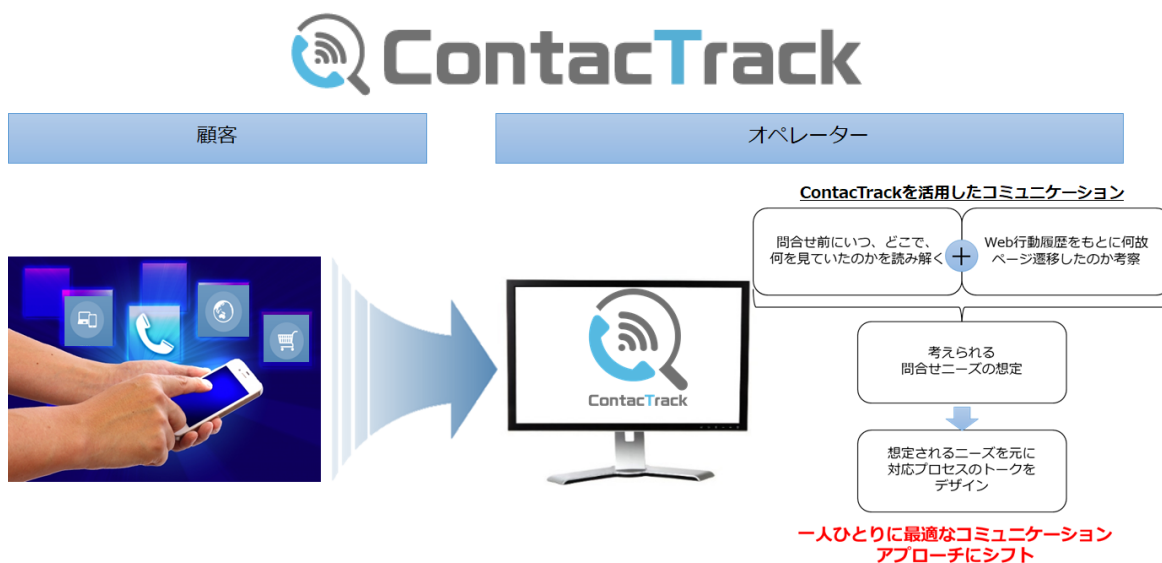 ContacTrack
顧客
オペレーター
ContacTrackを活用したコミュニケーション
問合せ前にいつ、どこで、
何を見ていたのかを読み解く
+
Web行動履歴をもとに何故
ページ遷移したのか考察
ContacTrack
考えられる
問合せニーズの想定
想定されるニーズを元に
対応プロセスのトークを
デザイン
一人ひとりに最適なコミュニケーション
アプローチにシフト